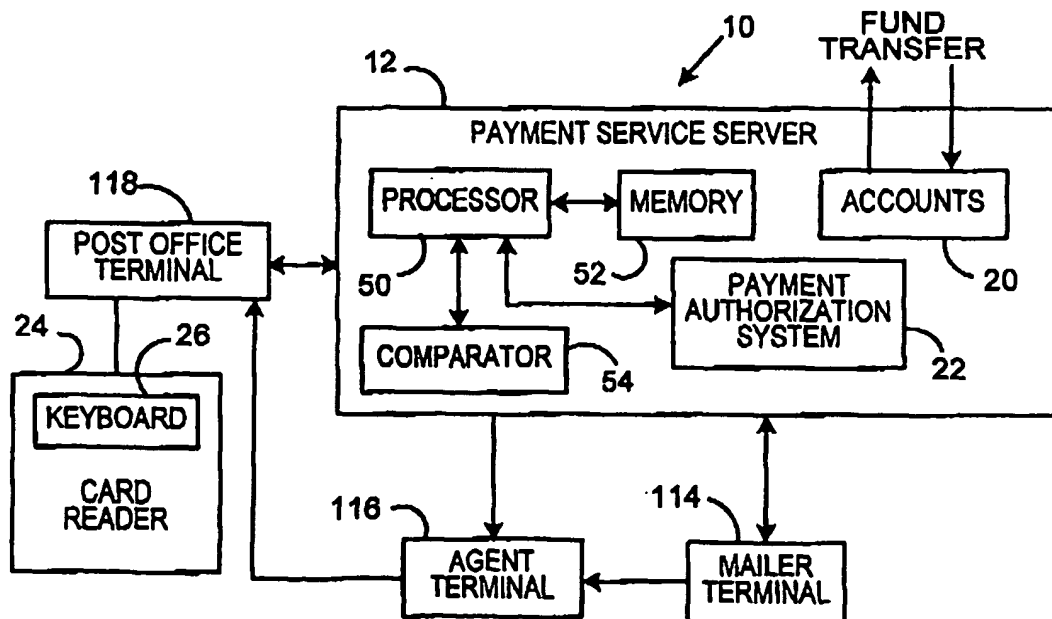 10
FUND
TRANSFER
12
PAYMENT SERVICE SERVER
118
POST OFFICE
TERMINAL
PROCESSOR
MEMORY
ACCOUNTS
50
52
20
PAYMENT
AUTHORIZATION
SYSTEM
22
COMPARATOR
54
24
26
KEYBOARD
CARD
READER
116
AGENT
TERMINAL
114
MAILER
TERMINAL